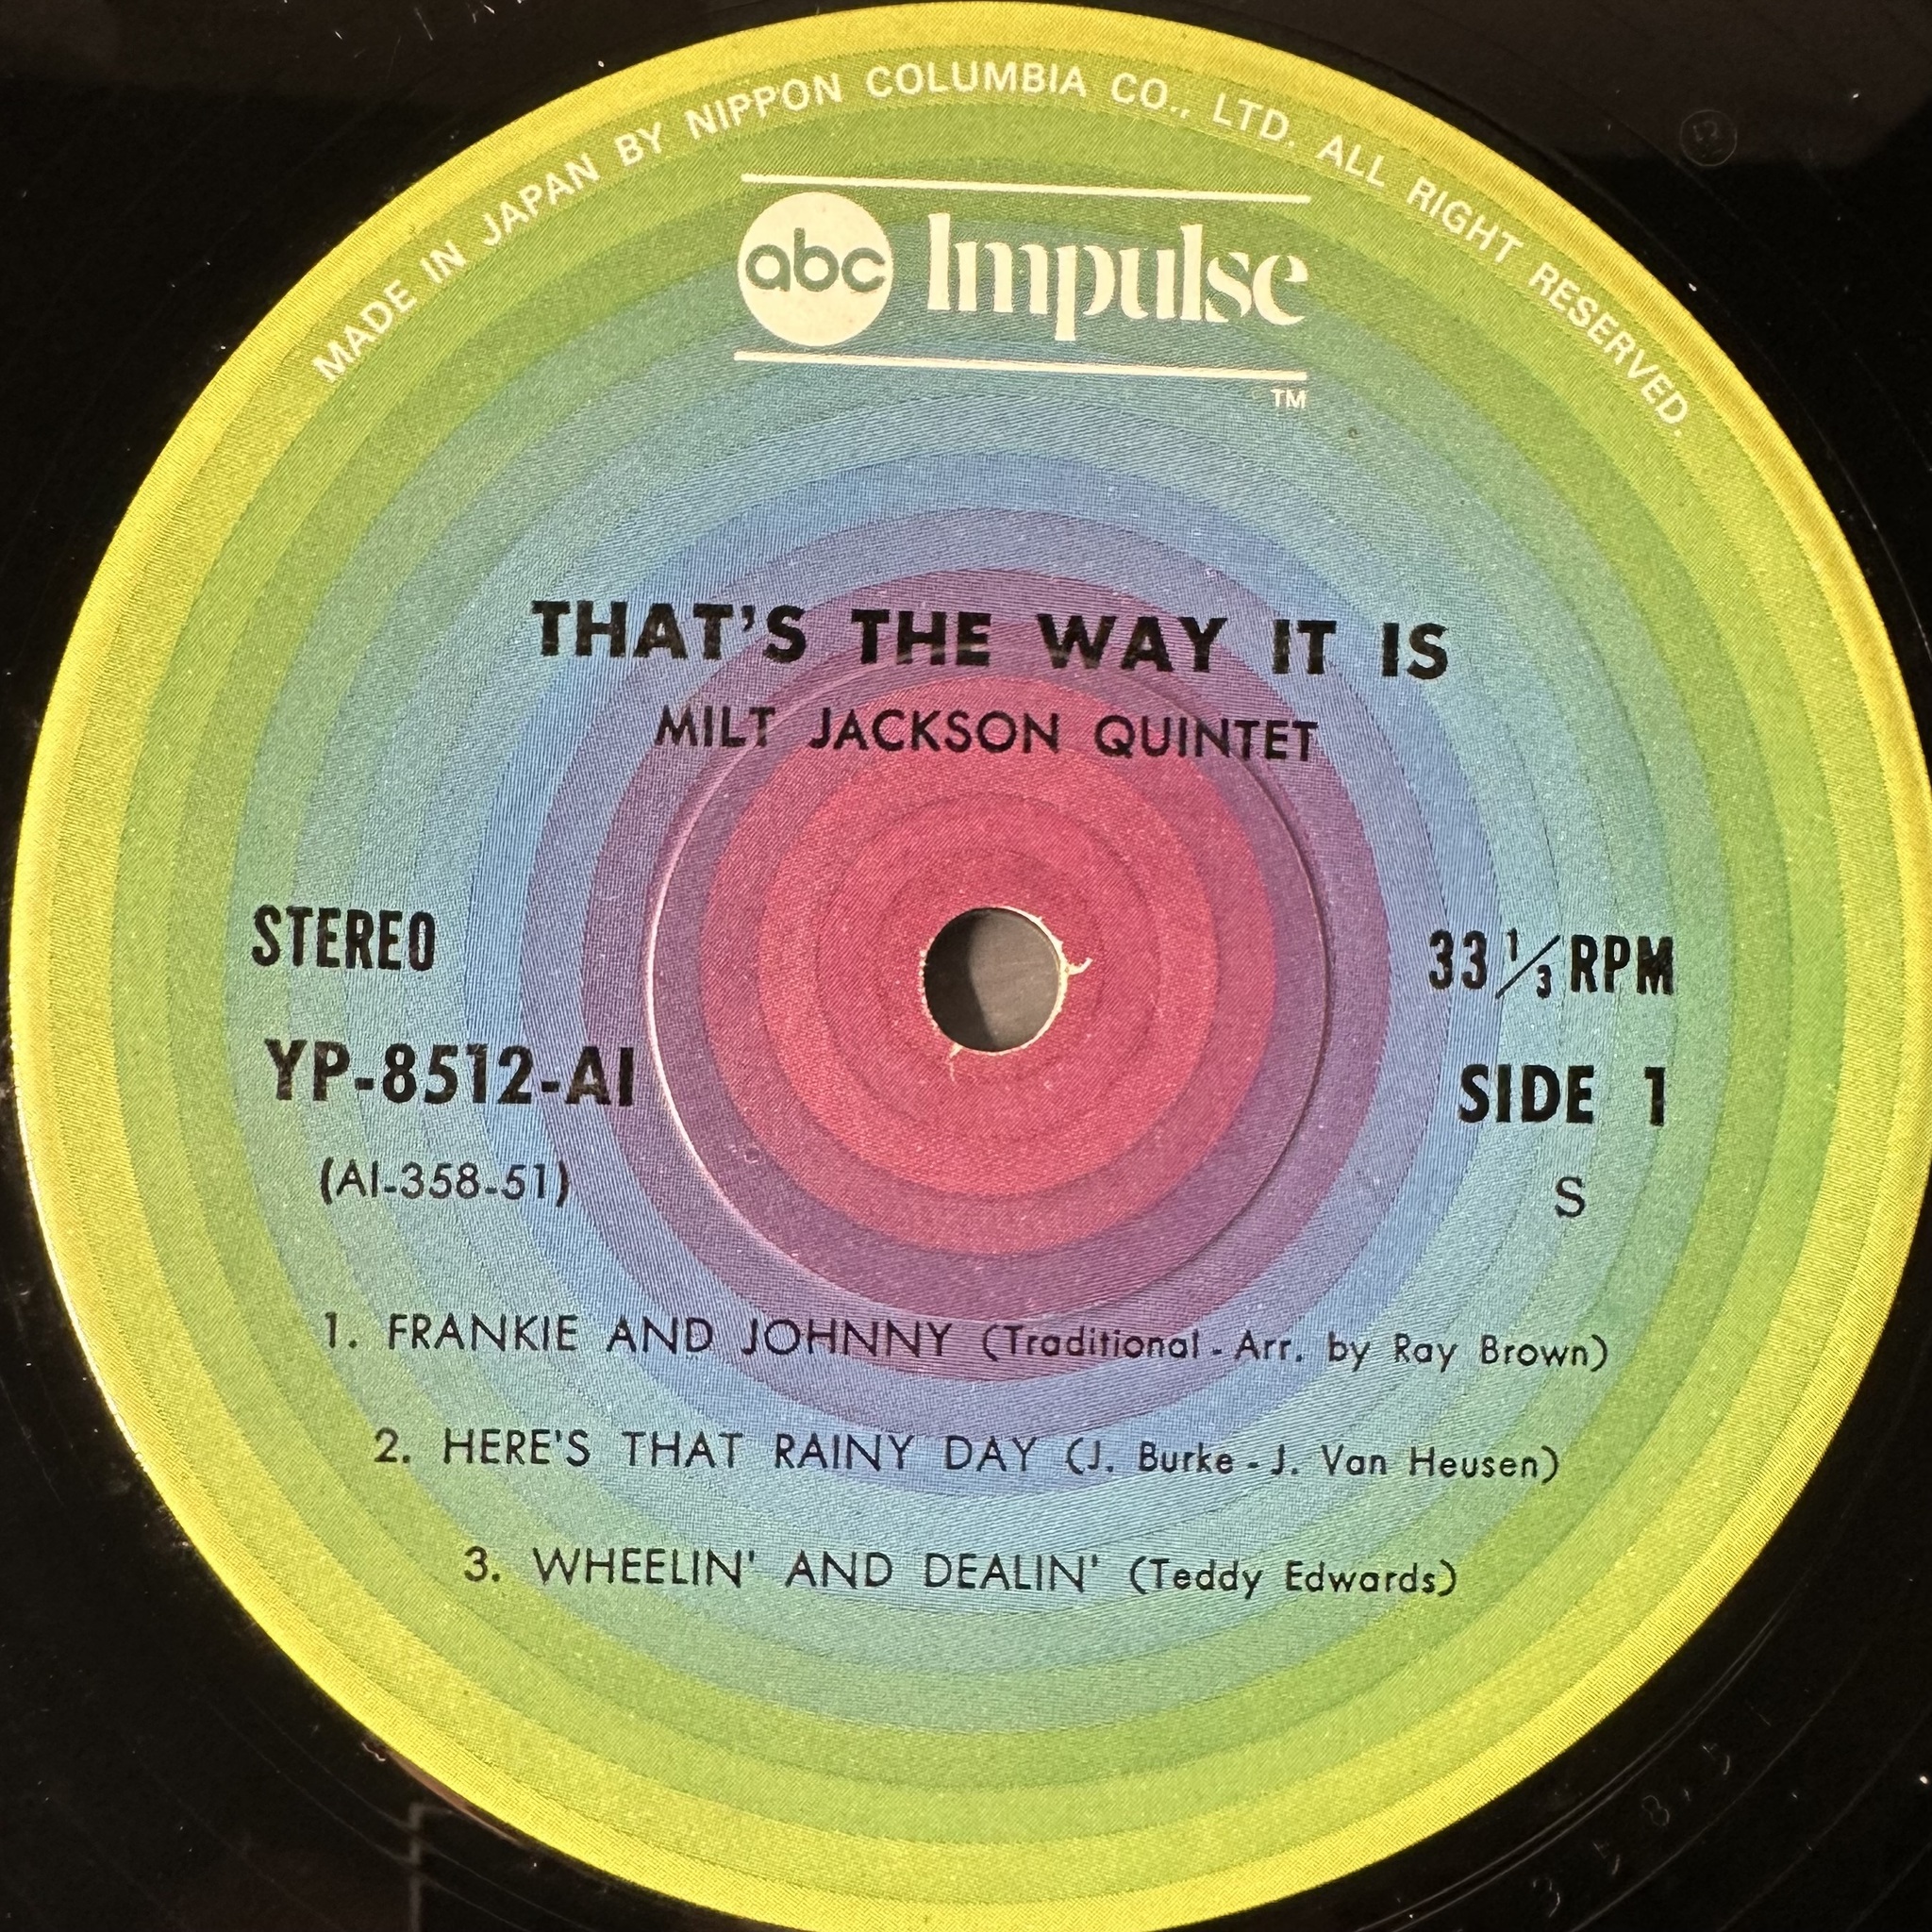 MADE IN JAPAN BY NIPPON COLUMBIA CO., LTD. ALL RIGHT RESERVED.
abc Impulse
TM
THAT'S THE WAY IT IS
MILT JACKSON QUINTET
STEREO
33 1/3 RPM
YP-8512-AI
SIDE 1
(AI-358-51)
S
1. FRANKIE AND JOHNNY (Traditional - Arr. by Ray Brown)
2. HERE'S THAT RAINY DAY (J. Burke - J. Van Heusen)
3. WHEELIN' AND DEALIN' (Teddy Edwards)